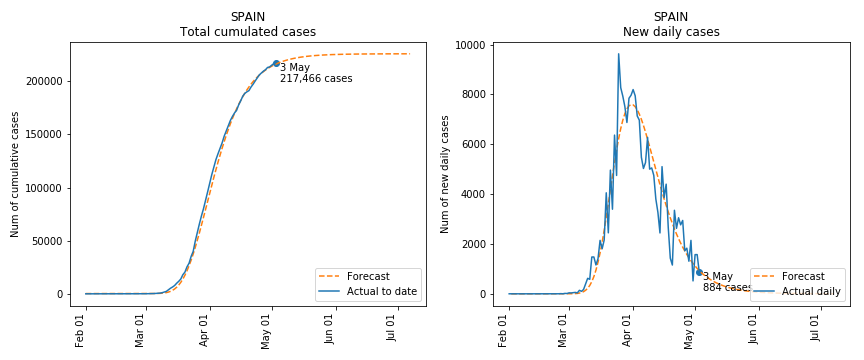 SPAIN
Total cumulated cases
Num of cumulative cases
200000
150000
100000
50000
0
3 May
217,466 cases
Forecast
Actual to date
Feb 01
Mar 01
Apr 01
May 01
Jun 01
Jul 01
SPAIN
New daily cases
Num of new daily cases
10000
8000
6000
4000
2000
0
3 May
884 cases
Forecast
Actual daily
Feb 01
Mar 01
Apr 01
May 01
Jun 01
Jul 01